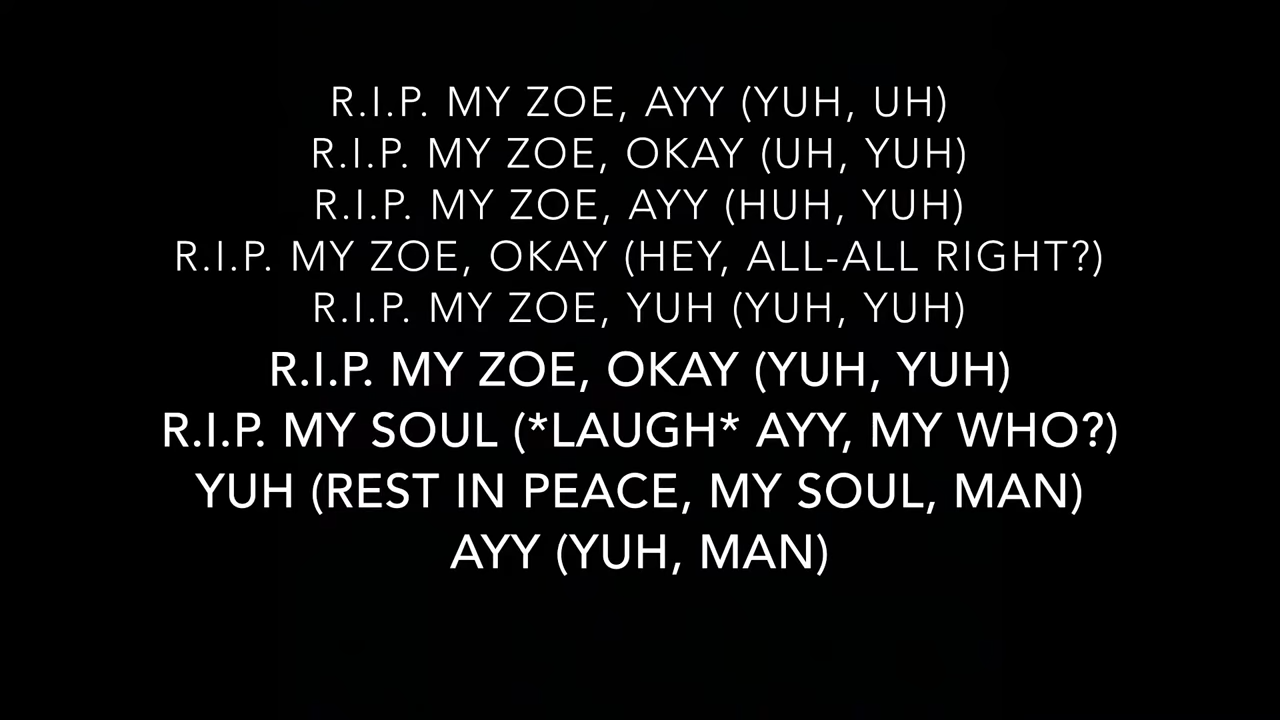 R.I.P. MY ZOE, AYY (YUH, UH)
R.I.P. MY ZOE, OKAY (UH, YUH)
R.I.P. MY ZOE, AYY (HUH, YUH)
R.I.P. MY ZOE, OKAY (HEY, ALL-ALL RIGHT?)
R.I.P. MY ZOE, YUH (YUH, YUH)
R.I.P. MY ZOE, OKAY (YUH, YUH)
R.I.P. MY SOUL (*LAUGH* AYY, MY WHO?)
YUH (REST IN PEACE, MY SOUL, MAN)
AYY (YUH, MAN)